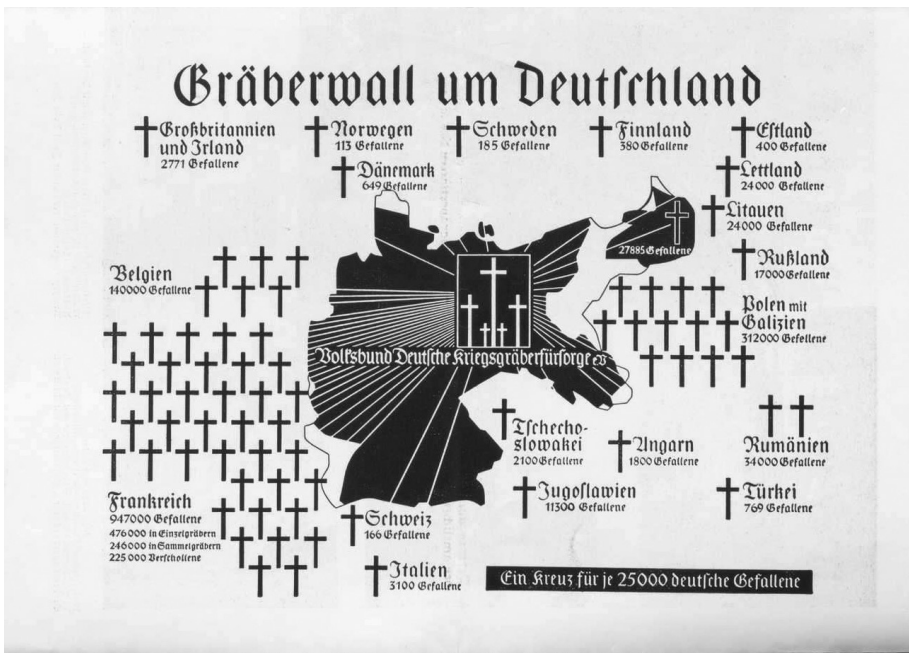 Gräberwall um Deutſchland
Großbritannien
und Irland
2771 Gefallene
Norwegen
113 Gefallene
Schweden
185 Gefallene
Finnland
380 Gefallene
Eſtland
400 Gefallene
Dänemark
649 Gefallene
Lettland
24000 Gefallene
Litauen
24000 Gefallene
27885 Gefallene
Rußland
17000 Gefallene
Belgien
140000 Gefallene
Polen mit
Galizien
312000 Gefallene
Volksbund Deutſche Kriegsgräberfürſorge e.V
Tſchecho-
ſlowakei
2100 Gefallene
Ungarn
1800 Gefallene
Rumänien
34000 Gefallene
Jugoſlawien
11300 Gefallene
Türkei
769 Gefallene
Frankreich
947000 Gefallene
476000 in Einzelgräbern
246000 in Sammelgräbern
225000 Verſchollene
Schweiz
166 Gefallene
Italien
3100 Gefallene
Ein Kreuz für je 25000 deutſche Gefallene